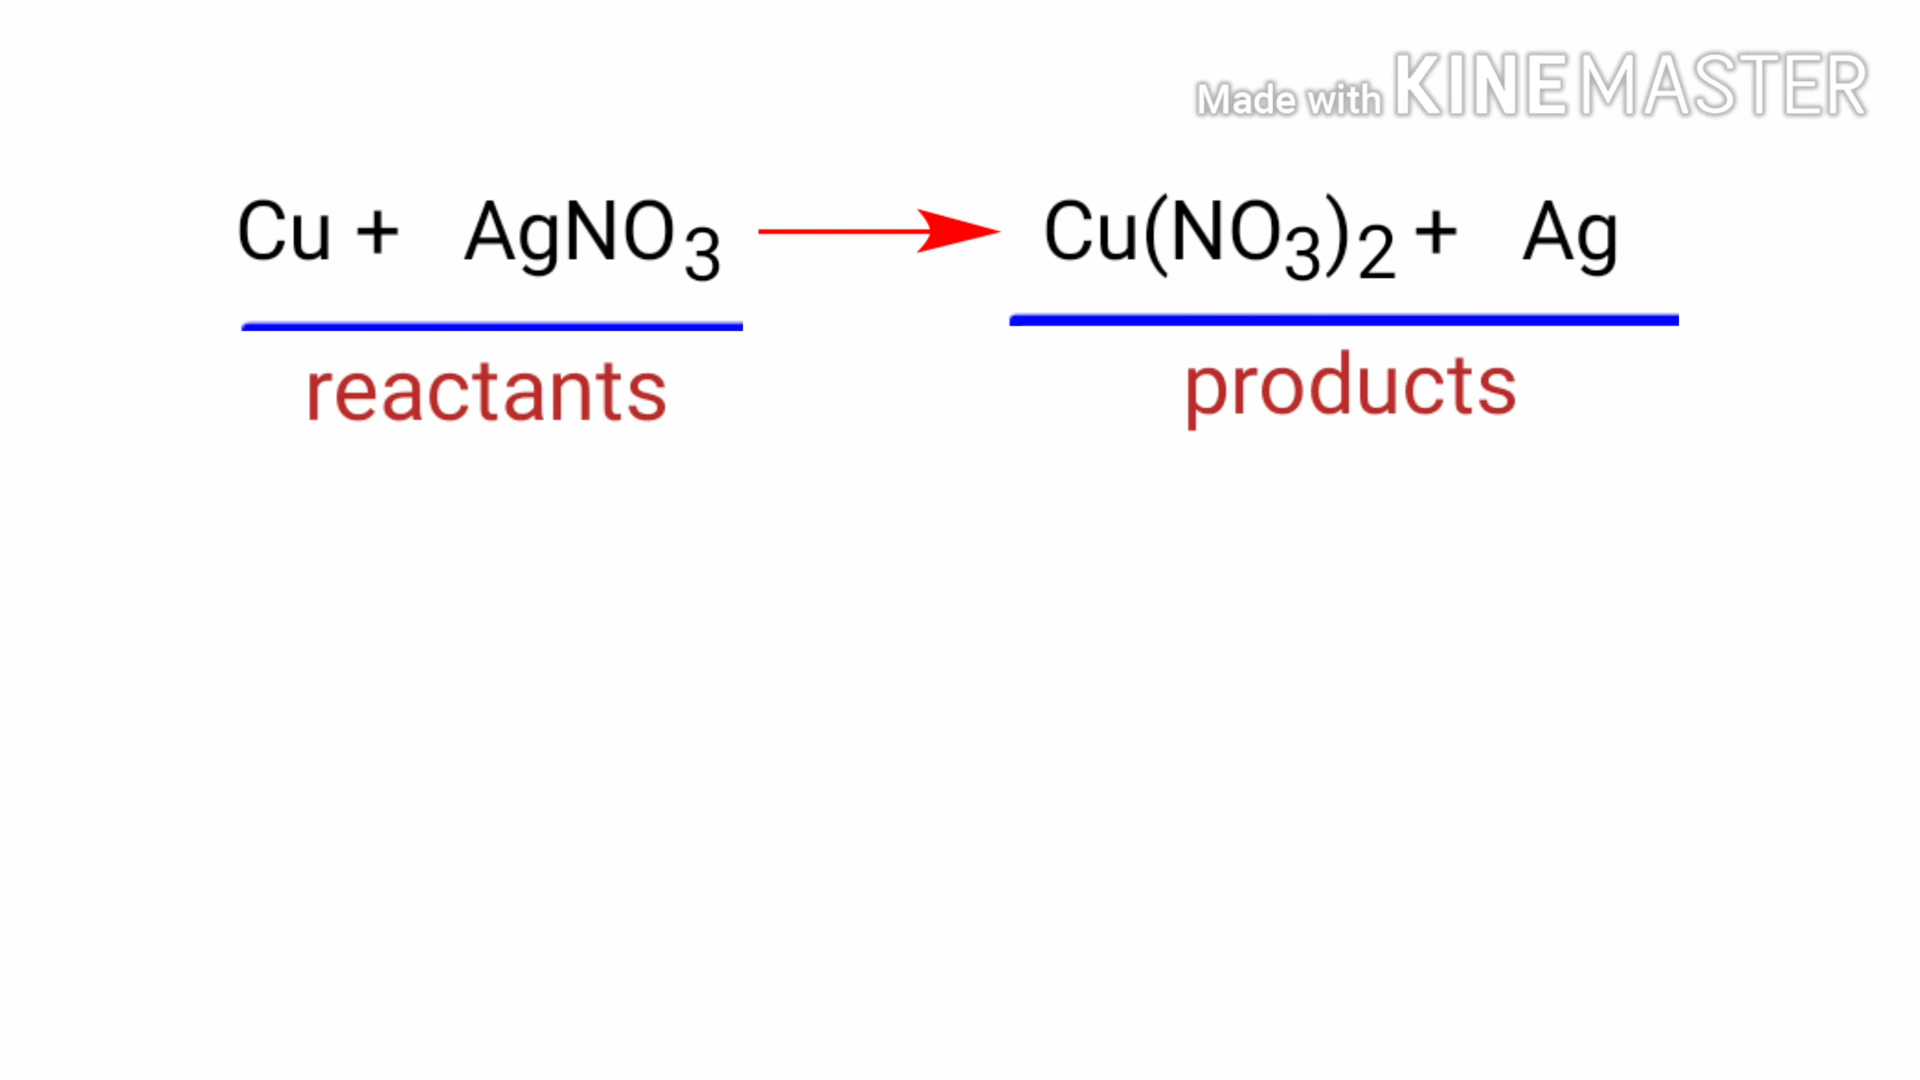 Made with KINEMASTER
Cu + AgNO3 → Cu(NO3)2 + Ag
reactants products